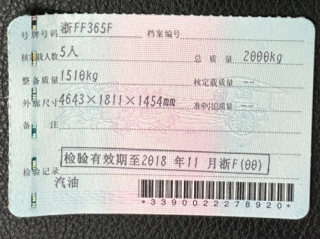 号牌号码 浙FF365F 档案编号
核定载人数 5人 总质量 2000kg
整备质量 1510kg 核定载质量 --
外廓尺寸 4643×1811×1454mm 准牵引总质量 --
备注
检验有效期至2018 年 11 月浙F(00)
检验记录
汽油
*3390022278920*